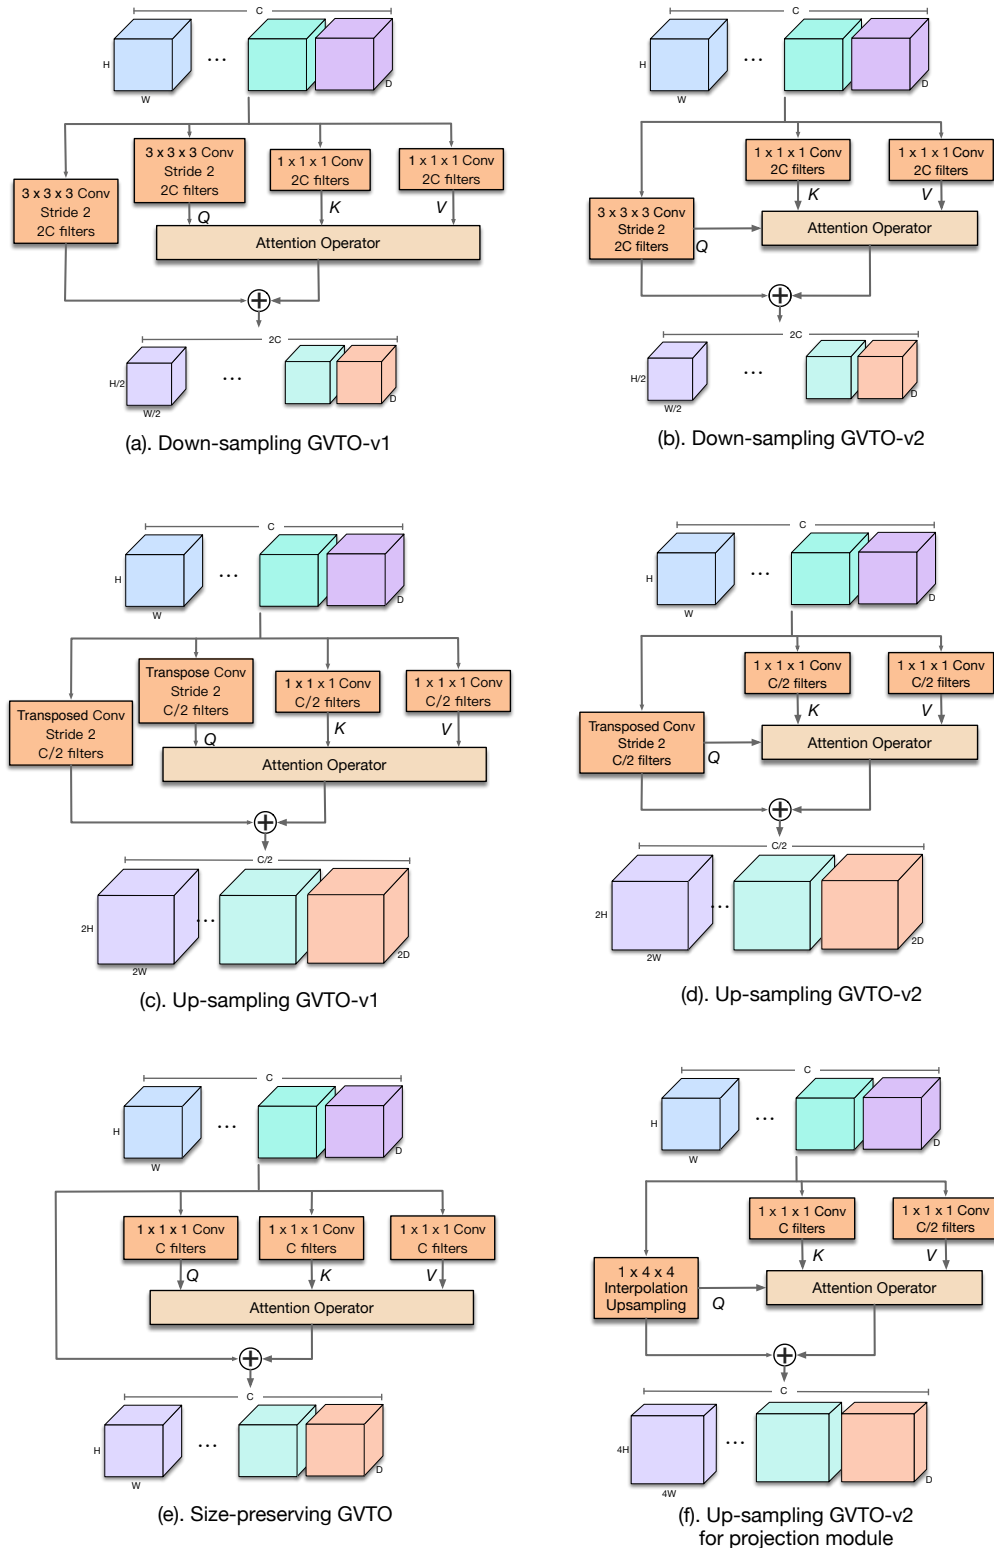 C
H
W
...
D
3 x 3 x 3 Conv
Stride 2
2C filters
3 x 3 x 3 Conv
Stride 2
2C filters
1 x 1 x 1 Conv
2C filters
1 x 1 x 1 Conv
2C filters
Q
K
V
Attention Operator
2C
H/2
W/2
...
D
(a). Down-sampling GVTO-v1
C
H
W
...
D
1 x 1 x 1 Conv
2C filters
1 x 1 x 1 Conv
2C filters
3 x 3 x 3 Conv
Stride 2
2C filters
Q
K
V
Attention Operator
2C
H/2
W/2
...
D
(b). Down-sampling GVTO-v2
C
H
W
...
D
Transposed Conv
Stride 2
C/2 filters
Transpose Conv
Stride 2
C/2 filters
1 x 1 x 1 Conv
C/2 filters
1 x 1 x 1 Conv
C/2 filters
Q
K
V
Attention Operator
C/2
2H
2W
...
2D
(c). Up-sampling GVTO-v1
C
H
W
...
D
1 x 1 x 1 Conv
C/2 filters
1 x 1 x 1 Conv
C/2 filters
Transposed Conv
Stride 2
C/2 filters
Q
K
V
Attention Operator
C/2
2H
2W
...
2D
(d). Up-sampling GVTO-v2
C
H
W
...
D
1 x 1 x 1 Conv
C filters
1 x 1 x 1 Conv
C filters
1 x 1 x 1 Conv
C filters
Q
K
V
Attention Operator
C
H
W
...
D
(e). Size-preserving GVTO
C
H
W
...
D
1 x 1 x 1 Conv
C filters
1 x 1 x 1 Conv
C/2 filters
1 x 4 x 4
Interpolation
Upsampling
Q
K
V
Attention Operator
C
4H
4W
...
D
(f). Up-sampling GVTO-v2
for projection module